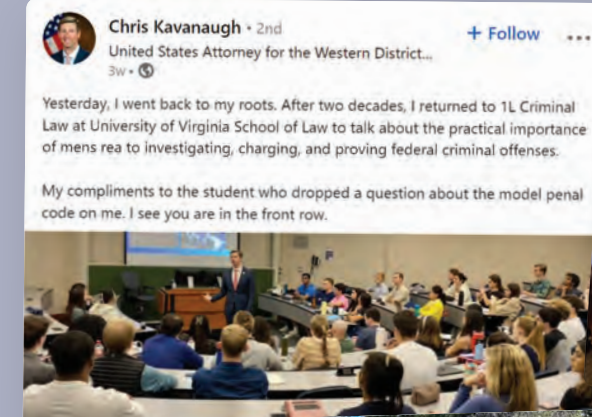 Chris Kavanaugh • 2nd
+ Follow ...
United States Attorney for the Western District...
3w •
Yesterday, I went back to my roots. After two decades, I returned to 1L Criminal
Law at University of Virginia School of Law to talk about the practical importance
of mens rea to investigating, charging, and proving federal criminal offenses.
My compliments to the student who dropped a question about the model penal
code on me. I see you are in the front row.